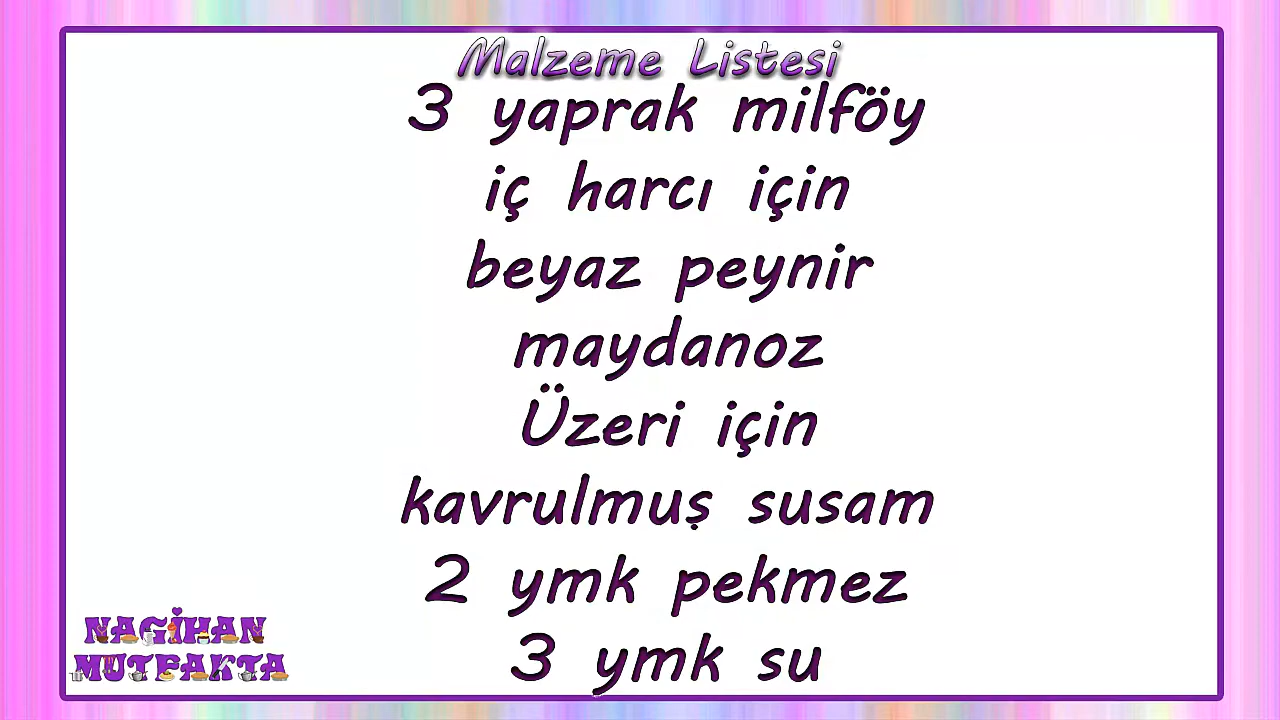 Malzeme Listesi
3 yaprak milföy
iç harcı için
beyaz peynir
maydanoz
Üzeri için
kavrulmuş susam
2 ymk pekmez
3 ymk su
NAGİHAN
MUTFAKTA